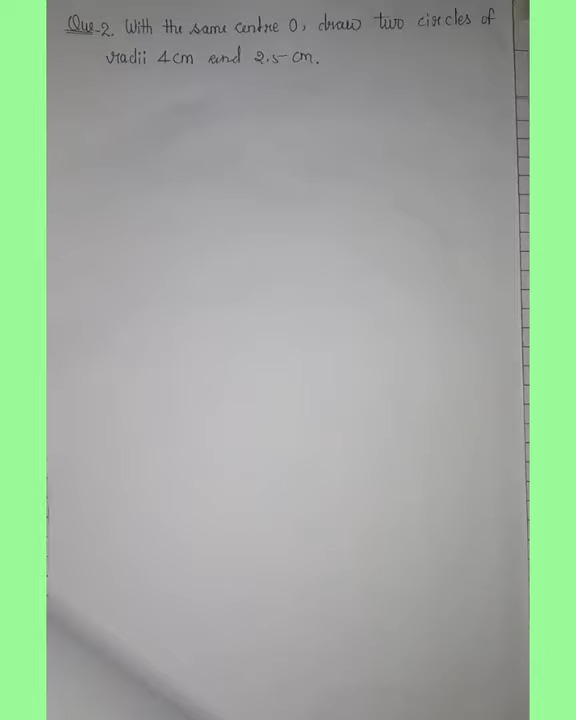 Que-2. With the same centre O, draw two circles of
radii 4cm and 2.5 cm.